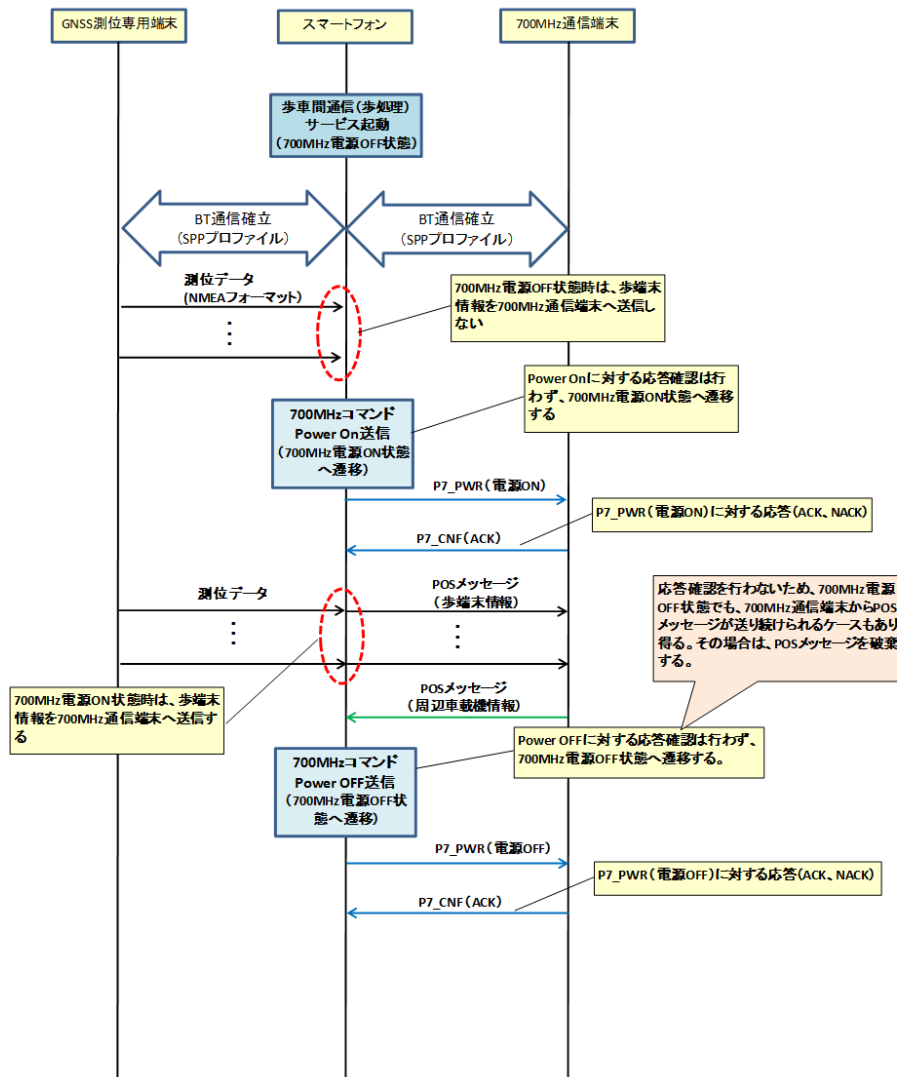 GNSS測位専用端末
スマートフォン
700MHz通信端末
歩車間通信(歩処理)
サービス起動
(700MHz電源OFF状態)
BT通信確立
(SPPプロファイル)
BT通信確立
(SPPプロファイル)
測位データ
(NMEAフォーマット)
700MHz電源OFF状態時は、歩端末
情報を700MHz通信端末へ送信し
ない
Power Onに対する応答確認は行
わず、700MHz電源ON状態へ遷移
する
700MHzコマンド
Power On送信
(700MHz電源ON状態
へ遷移)
P7_PWR(電源ON)
P7_PWR(電源ON)に対する応答(ACK、NACK)
P7_CNF(ACK)
測位データ
POSメッセージ
(歩端末情報)
応答確認を行わないため、700MHz電源
OFF状態でも、700MHz通信端末からPOS
メッセージが送り続けられるケースもあり
得る。その場合は、POSメッセージを破棄
する。
700MHz電源ON状態時は、歩端末
情報を700MHz通信端末へ送信す
る
POSメッセージ
(周辺車載機情報)
Power OFFに対する応答確認は行わず、
700MHz電源OFF状態へ遷移する。
700MHzコマンド
Power OFF送信
(700MHz電源OFF状
態へ遷移)
P7_PWR(電源OFF)
P7_PWR(電源OFF)に対する応答(ACK、NACK)
P7_CNF(ACK)